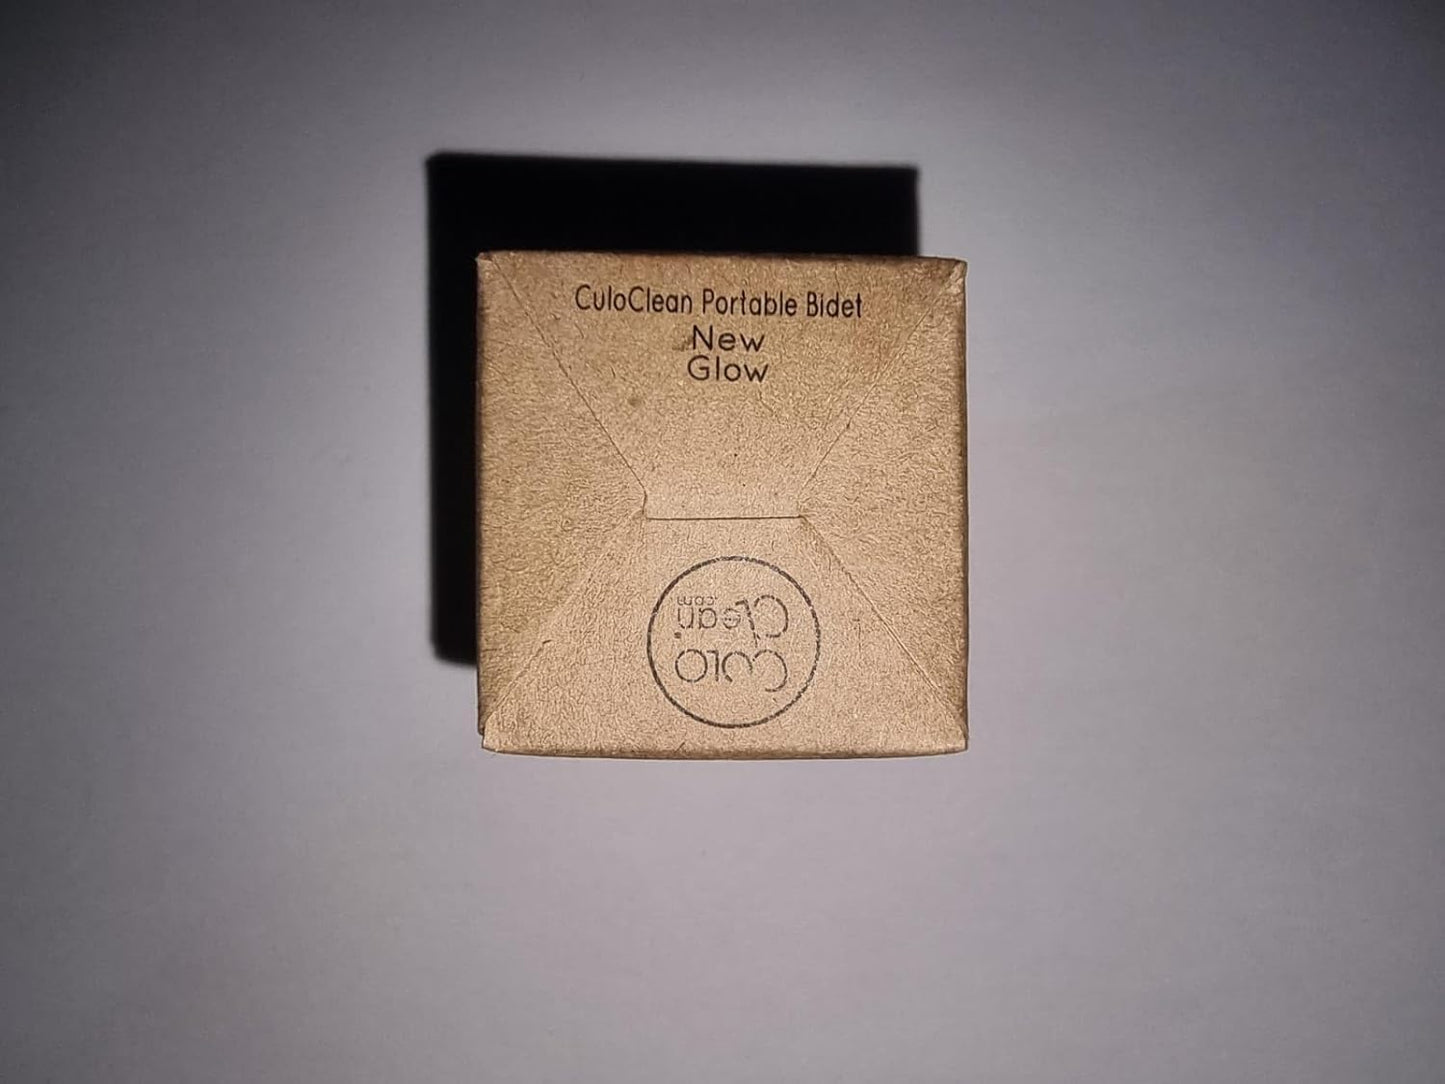 CuloClean Portable Bidet
New
Glow
CULO
Clean
.com